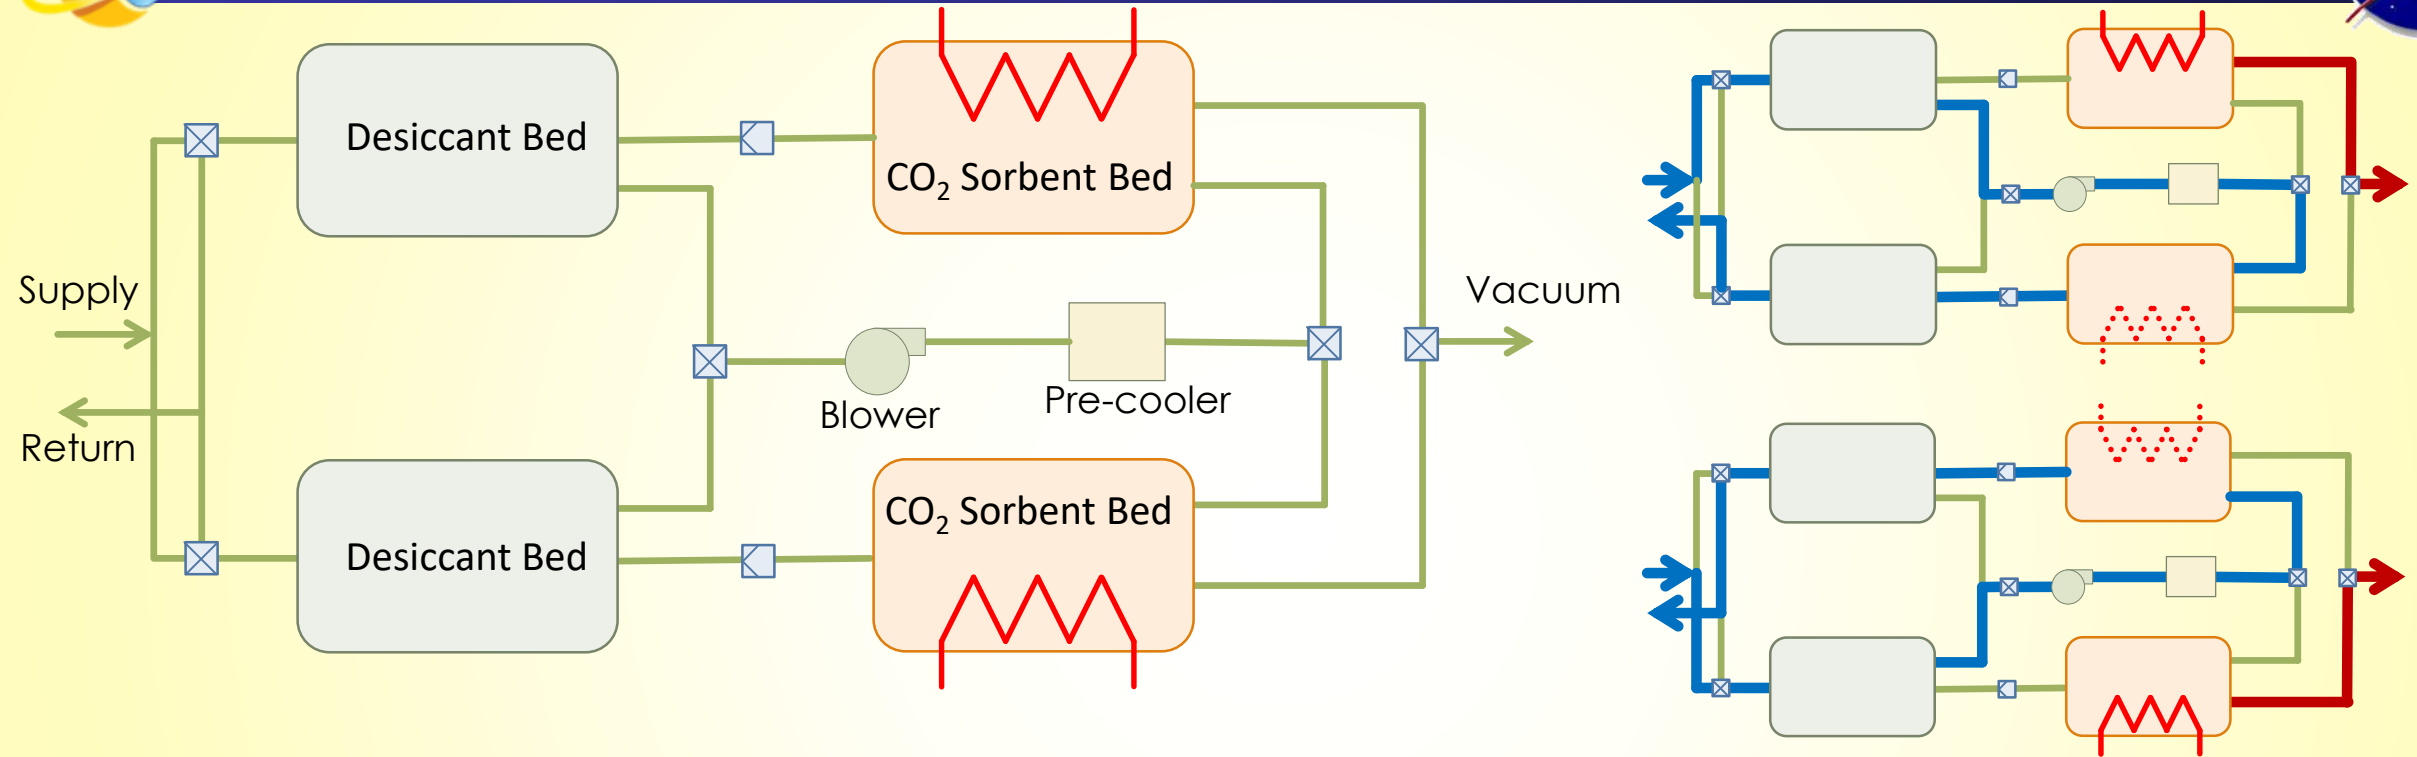 Desiccant Bed
CO₂ Sorbent Bed
Supply
Vacuum
Blower
Pre-cooler
Return
CO₂ Sorbent Bed
Desiccant Bed